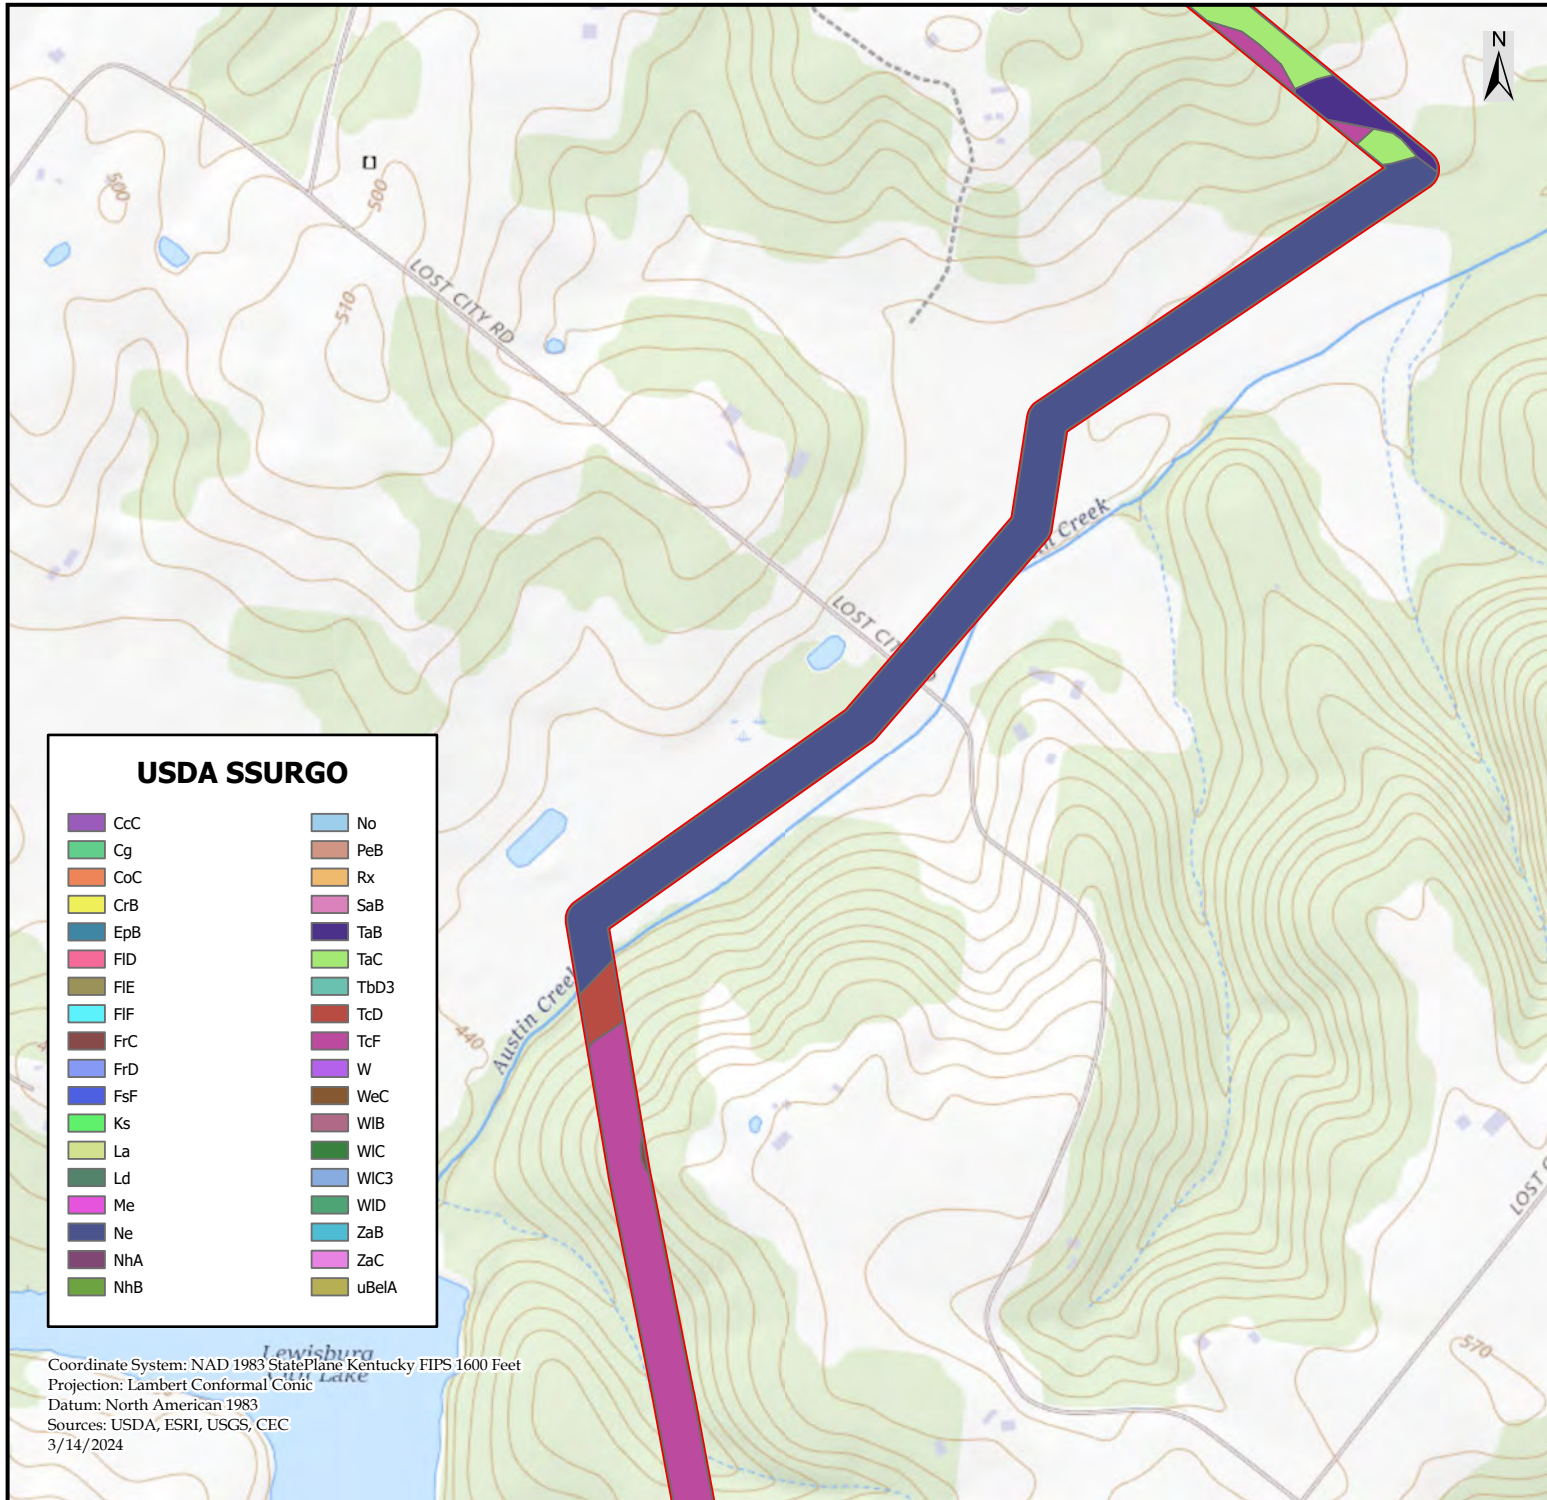 N
500
500
510
LOST CITY RD
Creek
LOST CIT
Austin Creek
440
LOST C
570
USDA SSURGO
CcC
Cg
CoC
CrB
EpB
FlD
FlE
FlF
FrC
FrD
FsF
Ks
La
Ld
Me
Ne
NhA
NhB
No
PeB
Rx
SaB
TaB
TaC
TbD3
TcD
TcF
W
WeC
WlB
WlC
WlC3
WlD
ZaB
ZaC
uBelA
Lewisburg
Lake
Coordinate System: NAD 1983 StatePlane Kentucky FIPS 1600 Feet
Projection: Lambert Conformal Conic
Datum: North American 1983
Sources: USDA, ESRI, USGS, CEC
3/14/2024